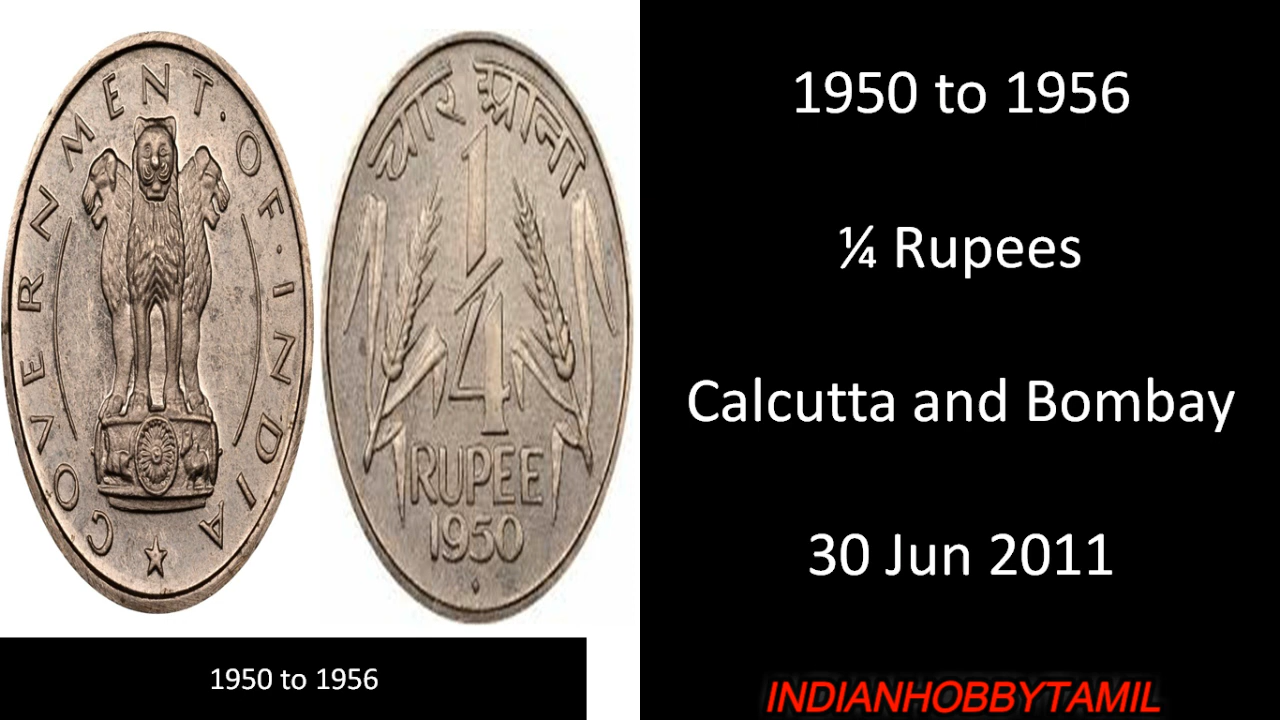 GOVERNMENT OF INDIA
चार आना
1/4
RUPEE
1950
1950 to 1956
1950 to 1956
¼ Rupees
Calcutta and Bombay
30 Jun 2011
INDIANHOBBYTAMIL